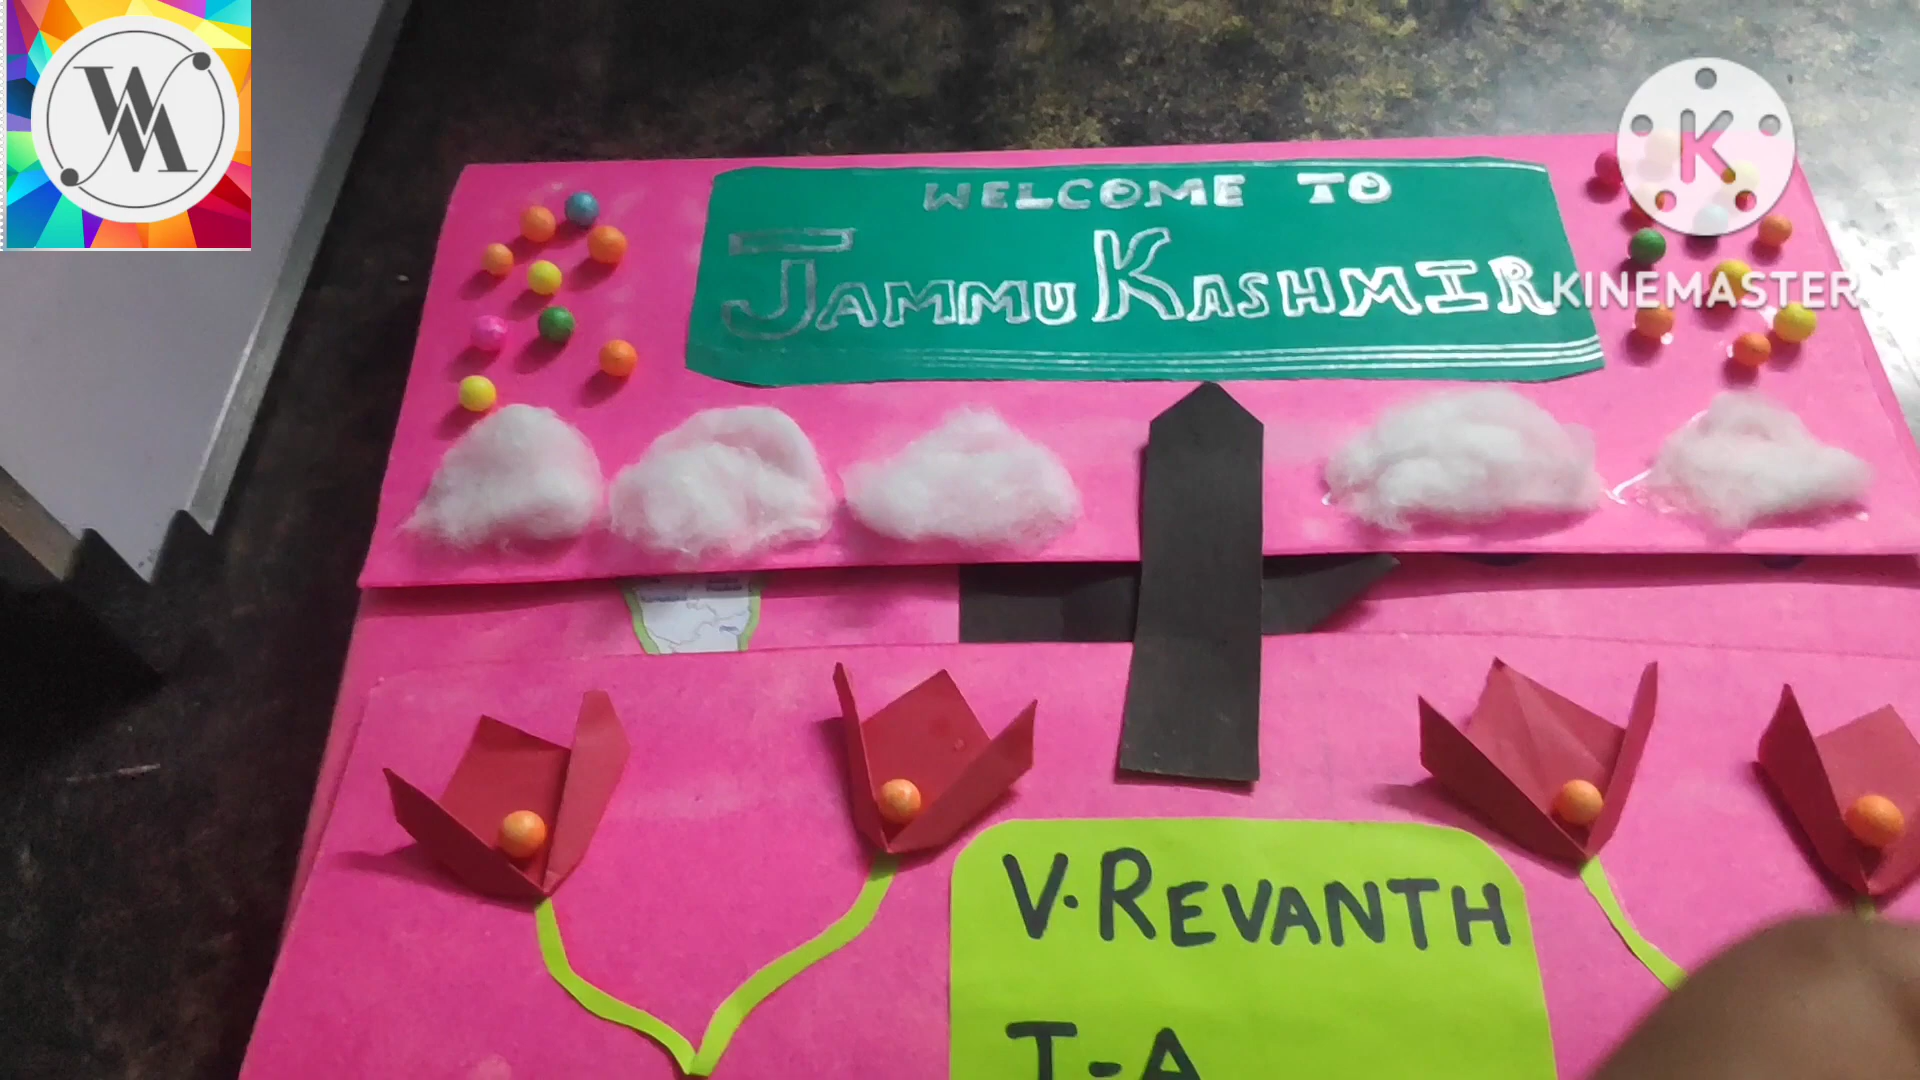 WELCOME TO
JAMMU KASHMIR
KINEMASTER
V.REVANTH
I-A